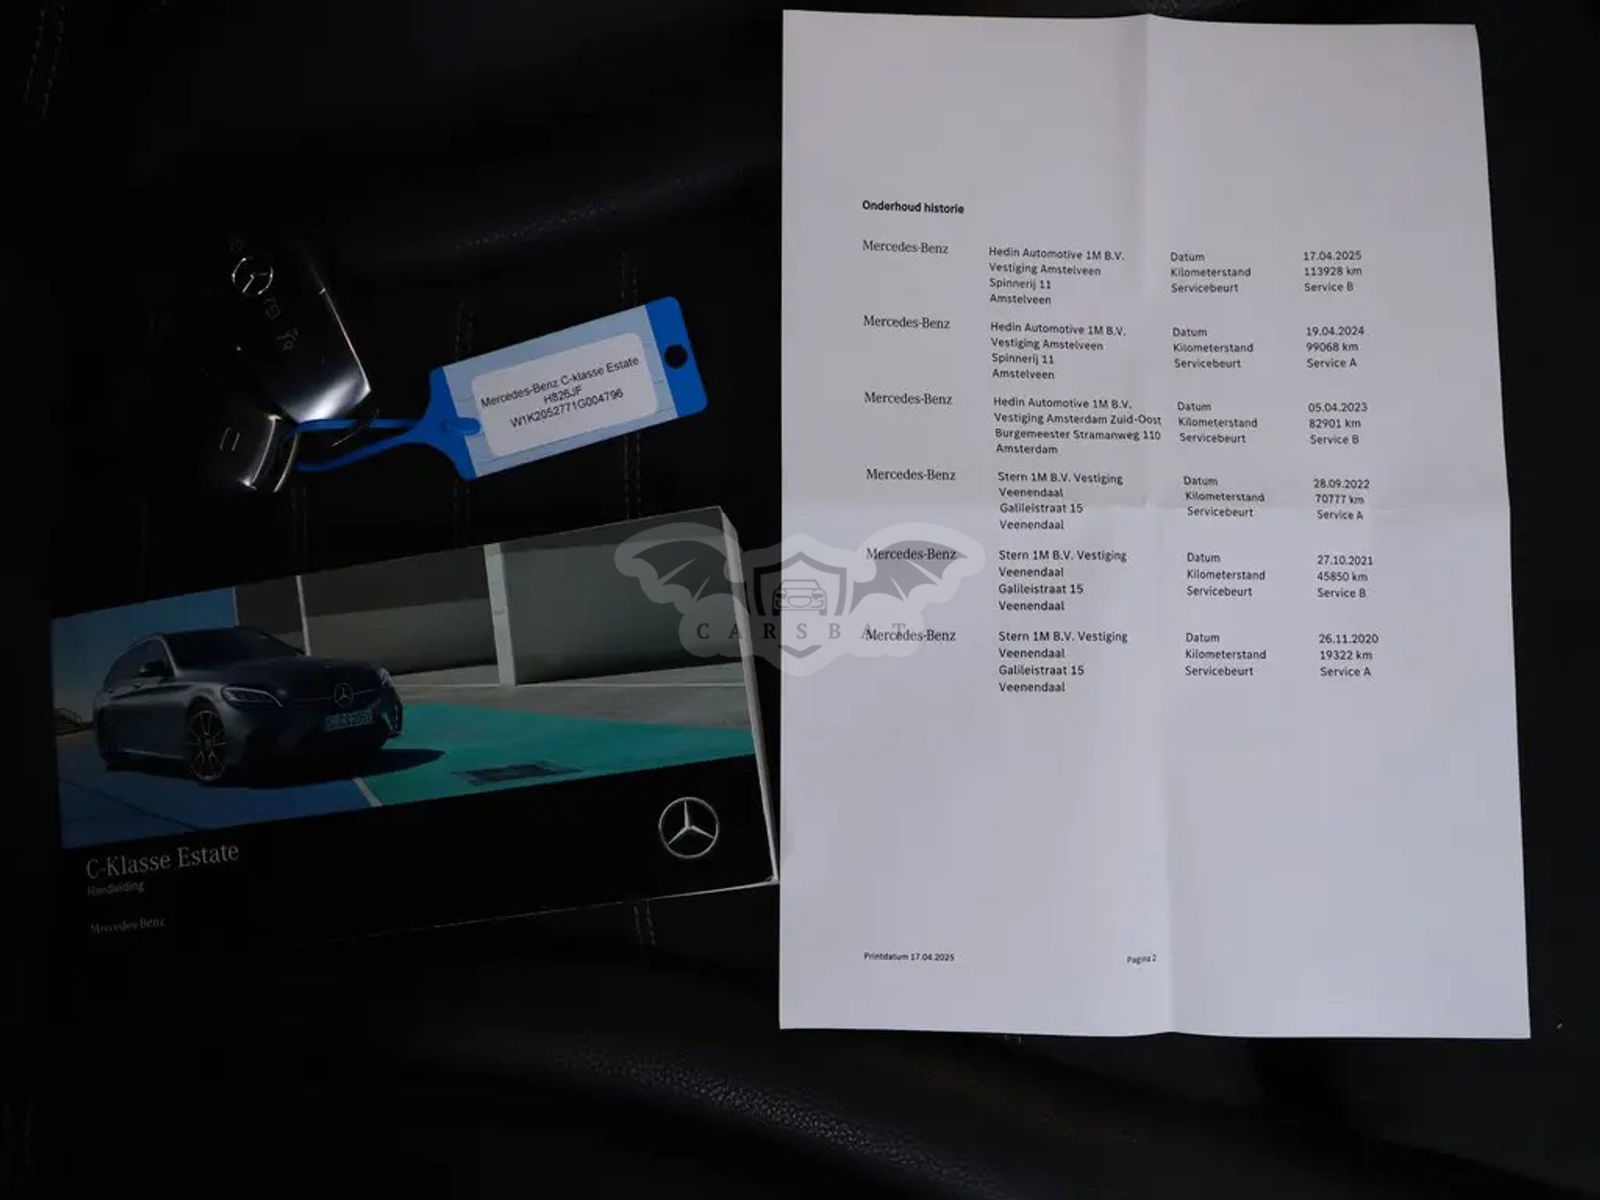 Onderhoud historie
Mercedes-Benz
Hedin Automotive 1M B.V.
Vestiging Amstelveen
Spinnerij 11
Amstelveen
Datum 17.04.2025
Kilometerstand 113928 km
Servicebeurt Service B
Mercedes-Benz
Hedin Automotive 1M B.V.
Vestiging Amstelveen
Spinnerij 11
Amstelveen
Datum 19.04.2024
Kilometerstand 99068 km
Servicebeurt Service A
Mercedes-Benz
Hedin Automotive 1M B.V.
Vestiging Amsterdam Zuid-Oost
Burgemeester Stramanweg 110
Amsterdam
Datum 05.04.2023
Kilometerstand 82901 km
Servicebeurt Service B
Mercedes-Benz
Stern 1M B.V. Vestiging
Veenendaal
Galileistraat 15
Veenendaal
Datum 28.09.2022
Kilometerstand 70777 km
Servicebeurt Service A
Mercedes-Benz
Stern 1M B.V. Vestiging
Veenendaal
Galileistraat 15
Veenendaal
Datum 27.10.2021
Kilometerstand 45850 km
Servicebeurt Service B
Mercedes-Benz
Stern 1M B.V. Vestiging
Veenendaal
Galileistraat 15
Veenendaal
Datum 26.11.2020
Kilometerstand 19322 km
Servicebeurt Service A
Printdatum 17.04.2025 Pagina 2
Mercedes-Benz C-klasse Estate
H826JF
W1K2052771G004796
C-Klasse Estate
Handleiding
Mercedes-Benz
CARSBAT